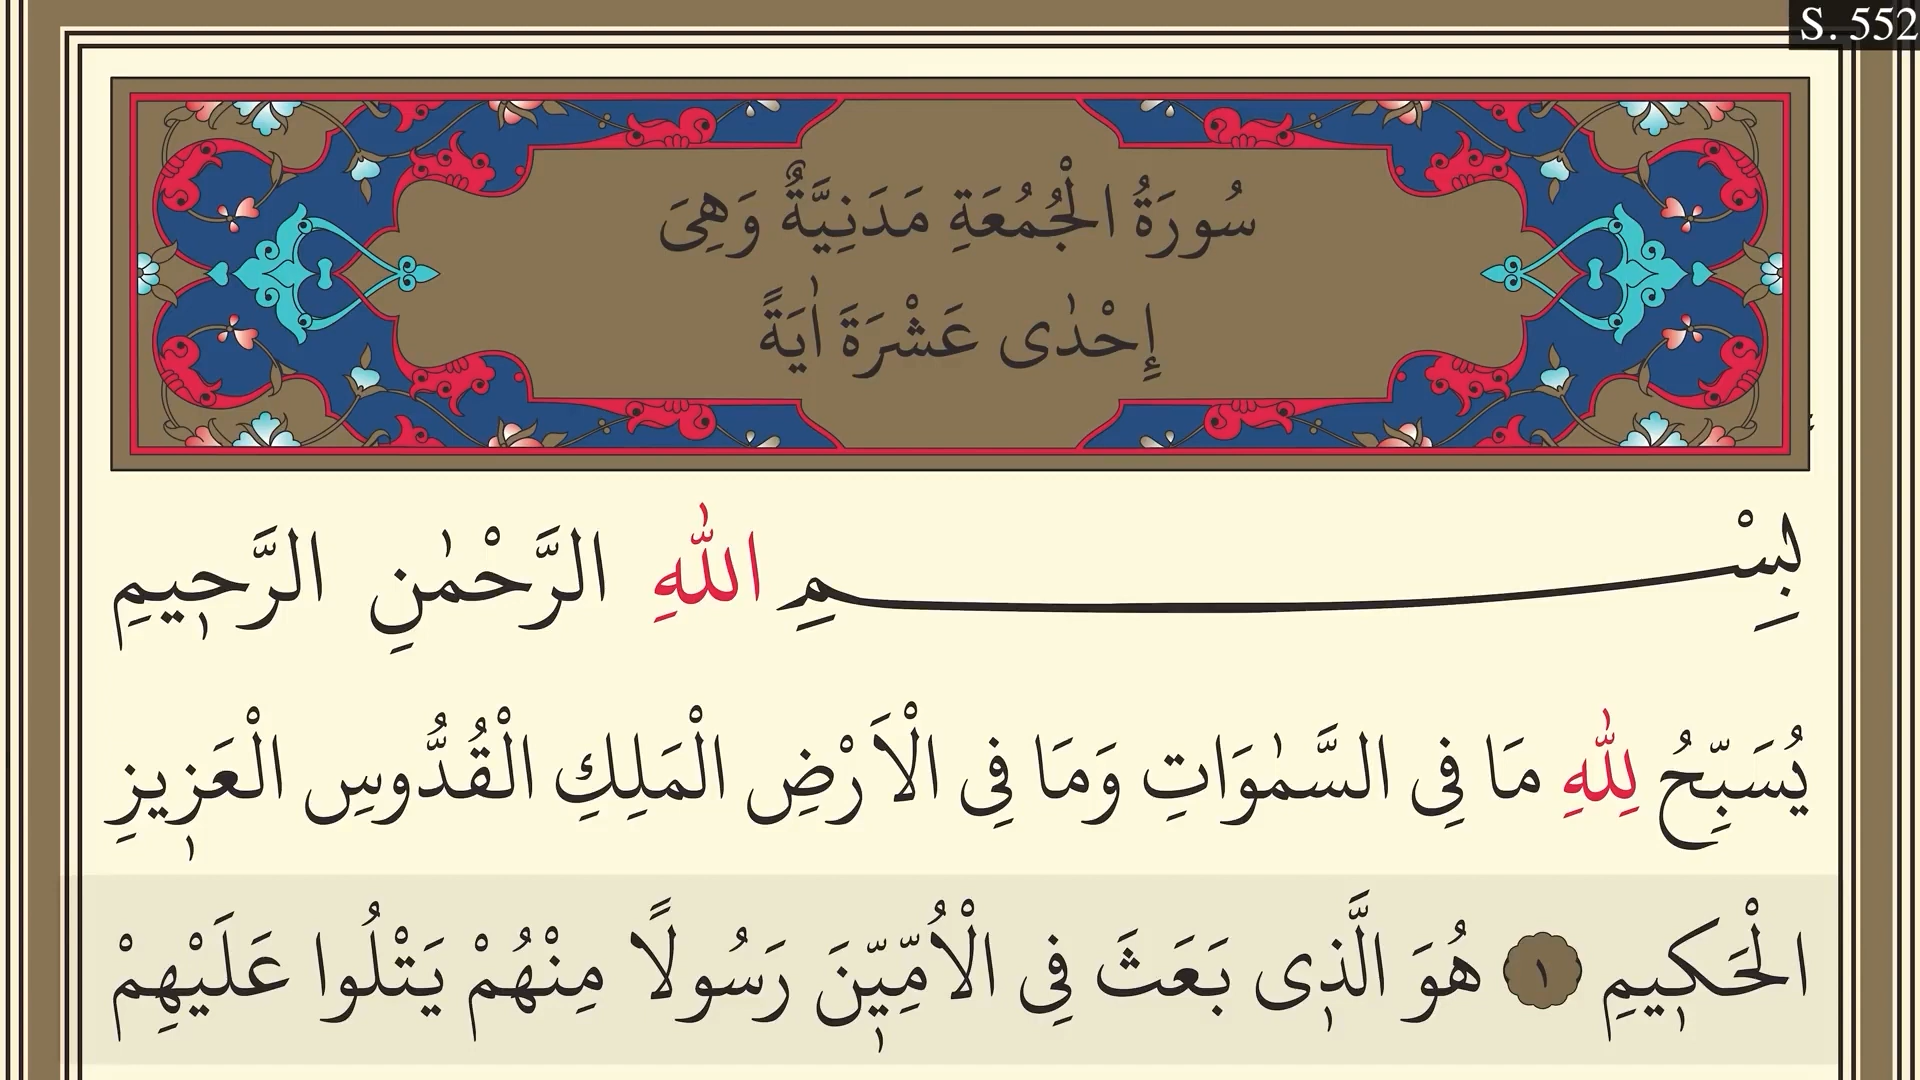 S. 552
سُورَةُ الْجُمُعَةِ مَدَنِيَّةٌ وَهِىَ
إِحْدٰى عَشْرَةَ اٰيَةً
بِسْــــــــــــمِ اللّٰهِ الرَّحْمٰنِ الرَّحٖيمِ
يُسَبِّحُ لِلّٰهِ مَا فِى السَّمٰوَاتِ وَمَا فِى الْاَرْضِ الْمَلِكِ الْقُدُّوسِ الْعَزٖيزِ
الْحَكٖيمِ ١ هُوَ الَّذٖى بَعَثَ فِى الْاُمِّيّٖنَ رَسُولًا مِنْهُمْ يَتْلُوا عَلَيْهِمْ